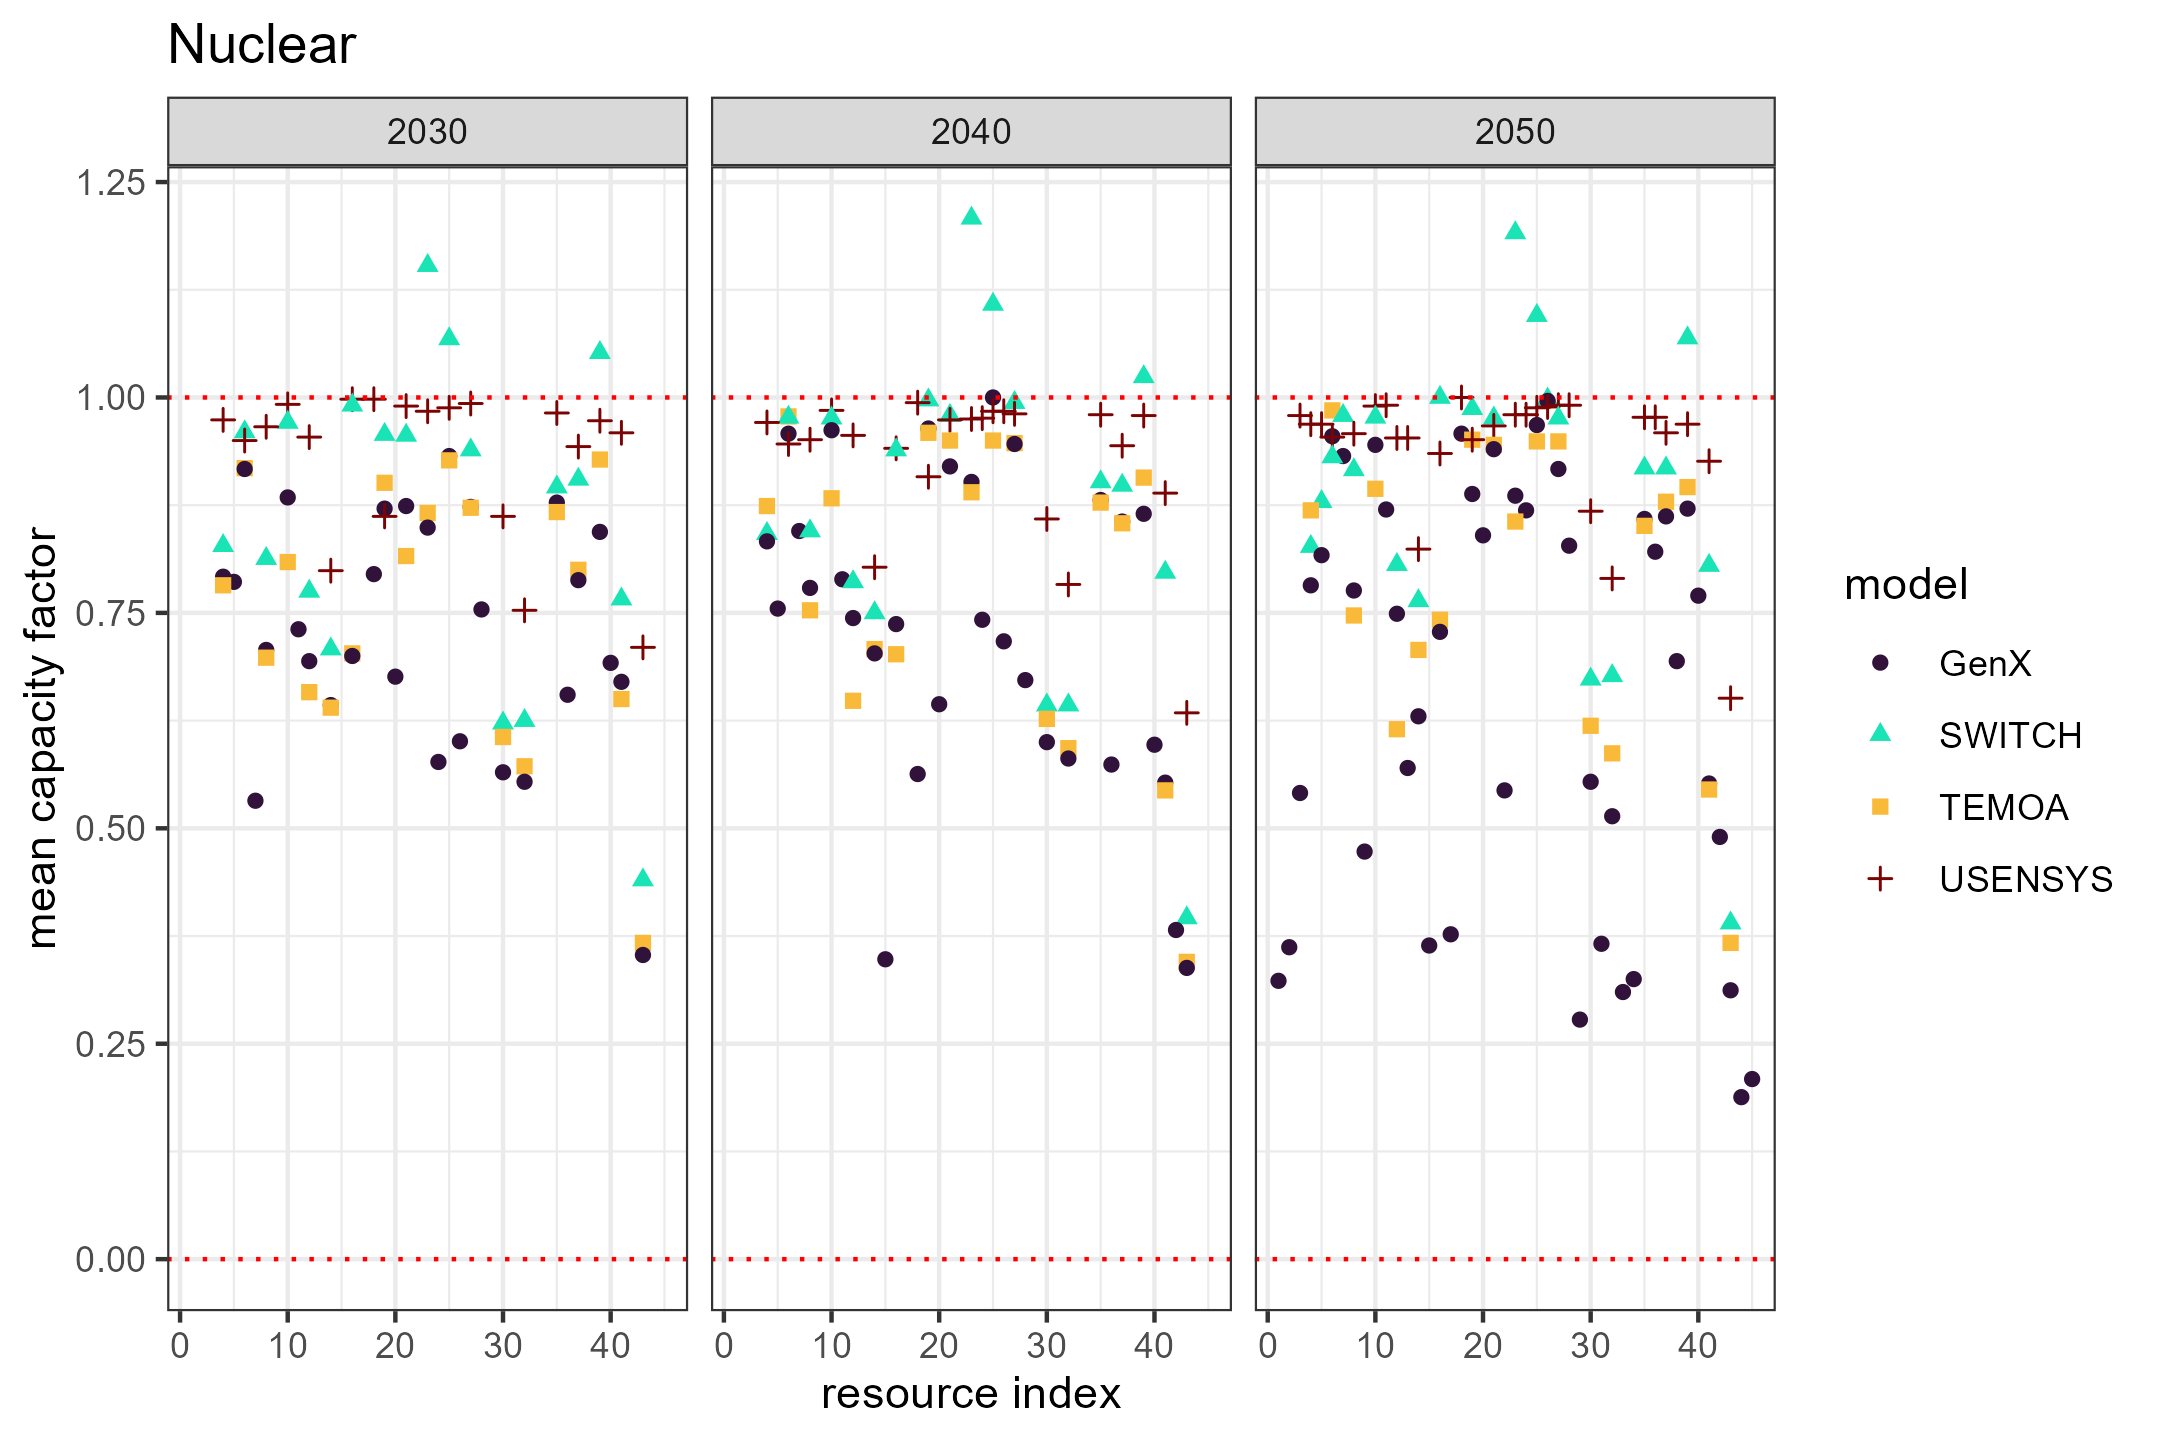 Nuclear
2030 2040 2050
1.25
1.00
0.75
0.50
0.25
0.00
mean capacity factor
0 10 20 30 40 0 10 20 30 40 0 10 20 30 40
resource index
model
GenX
SWITCH
TEMOA
USENSYS